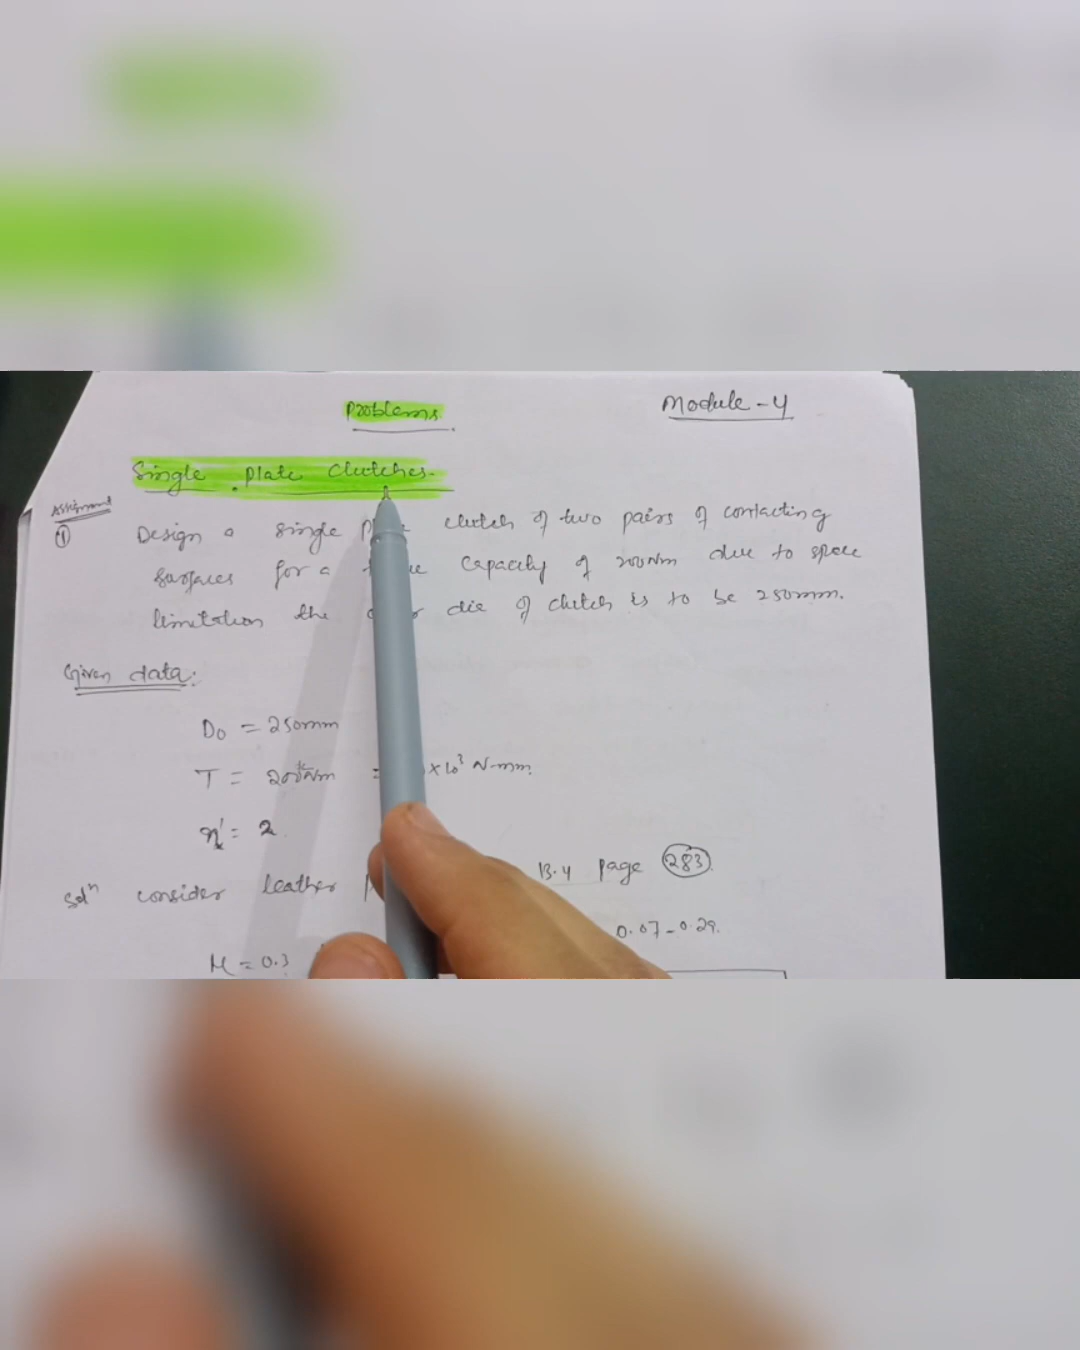 Problems.
Module-4
Single Plate Clutches.
Assignment
① Design a single clutch of two pairs of contacting
surfaces for a capacity of 200Nm due to space
limitation the dia of clutch is to be 250mm.
Given data:
D₀ = 250mm
T = 200Nm = ×10³ N-mm.
= 2
13.4 page 283
Solⁿ consider leather
0.07-0.29.
μ = 0.3